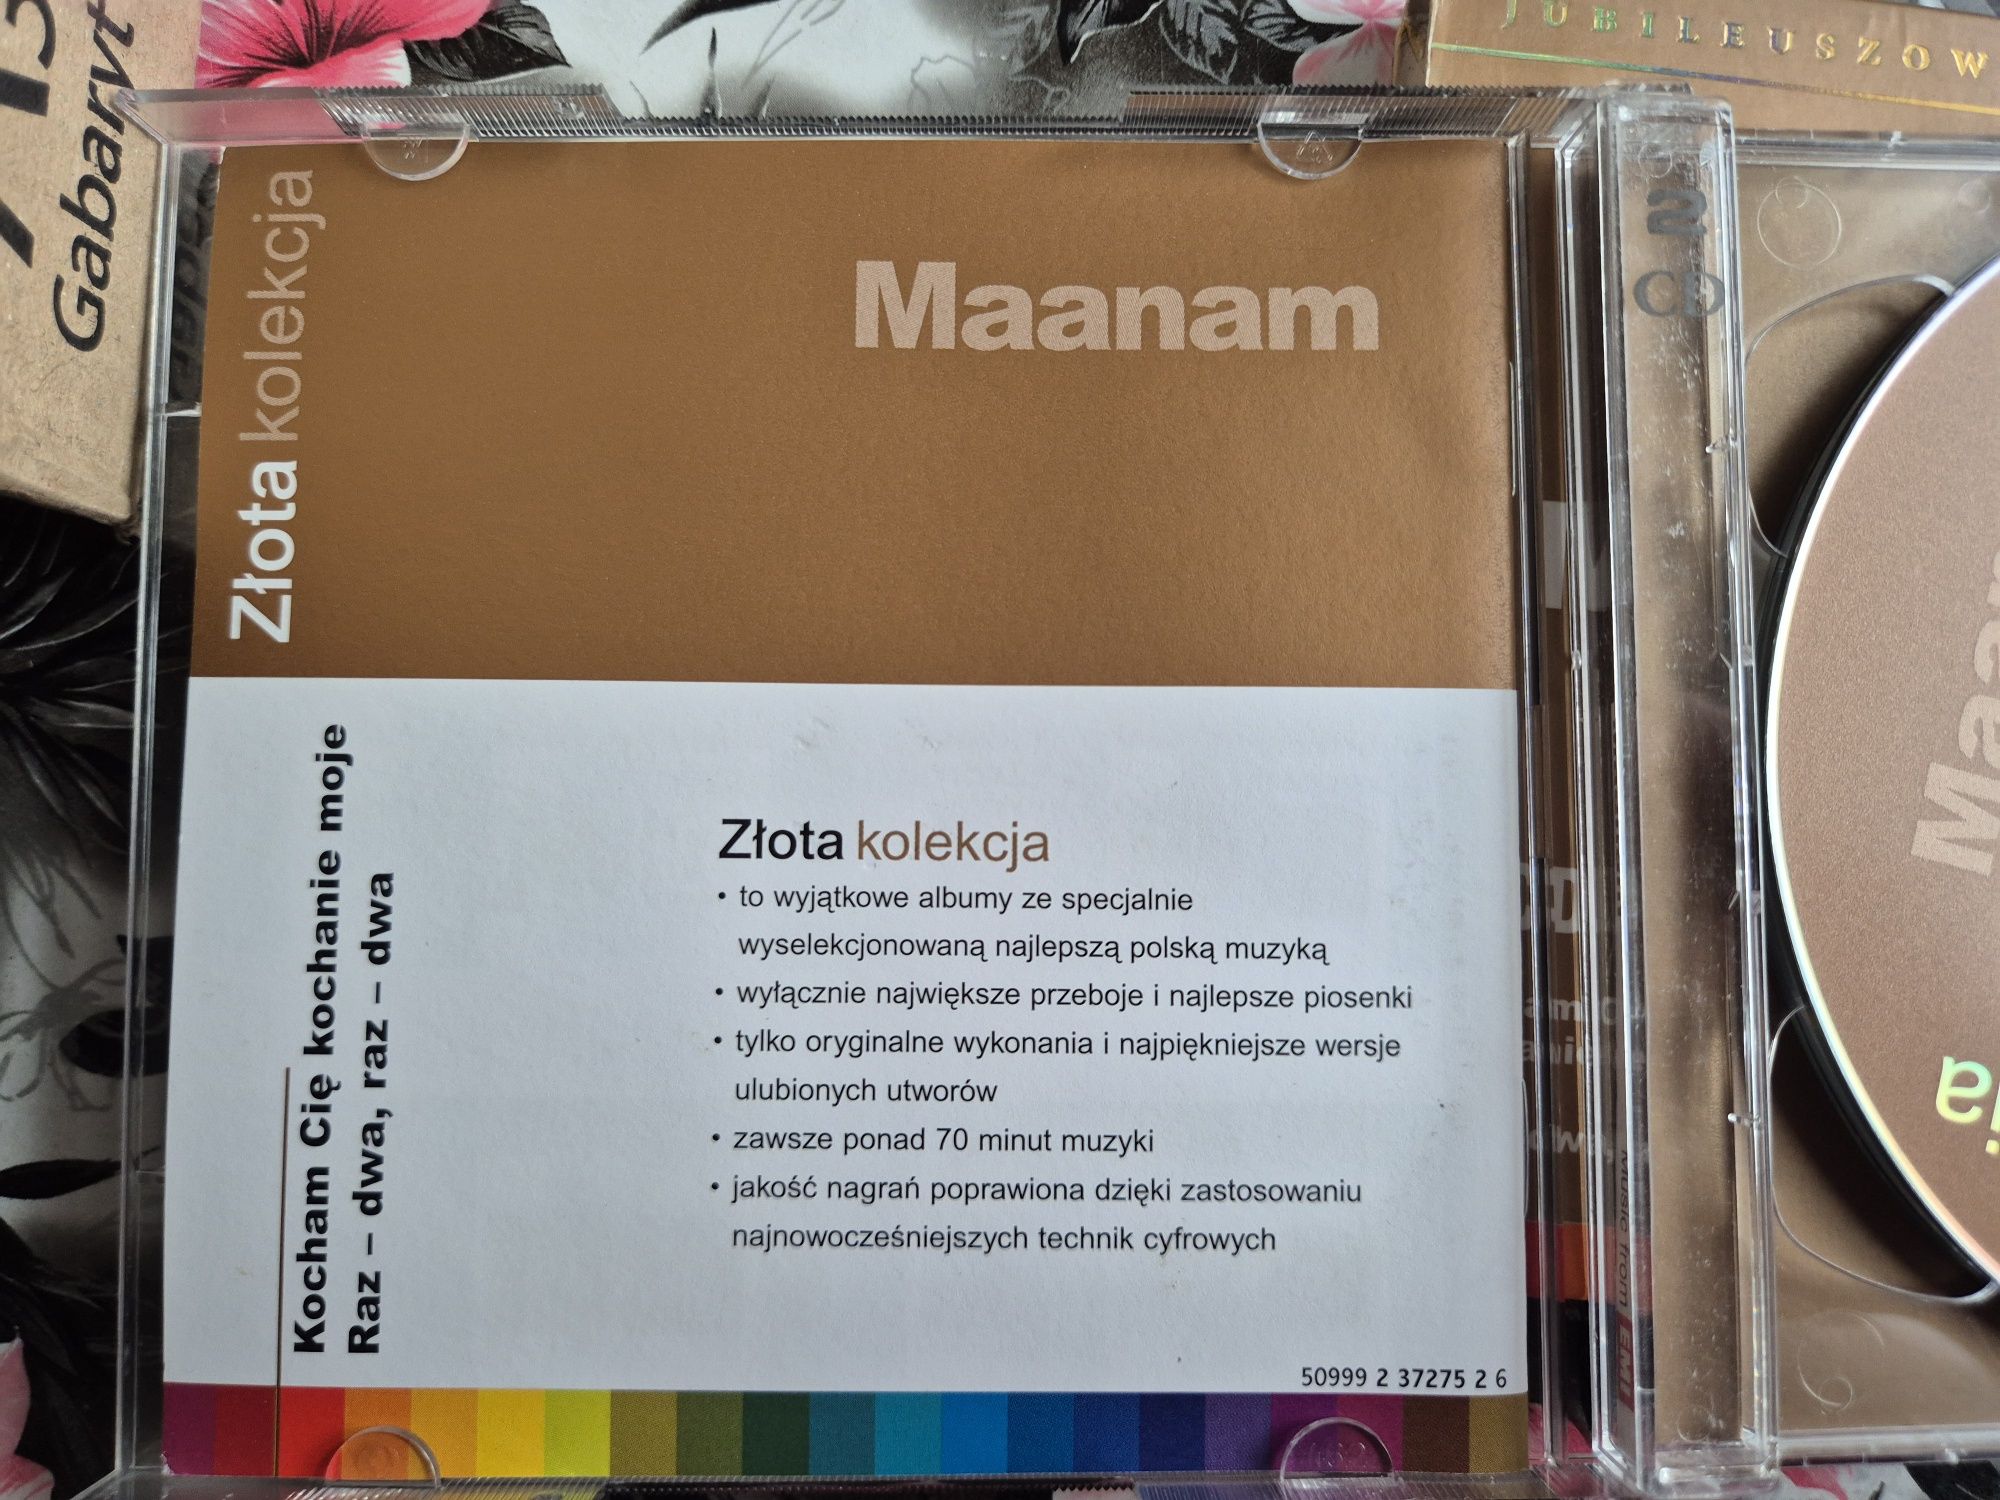 Gabaryt
JUBILEUSZOW
Złota kolekcja
Maanam
2
CD
Kocham Cię kochanie moje
Raz – dwa, raz – dwa
Złota kolekcja
• to wyjątkowe albumy ze specjalnie
wyselekcjonowaną najlepszą polską muzyką
• wyłącznie największe przeboje i najlepsze piosenki
• tylko oryginalne wykonania i najpiękniejsze wersje
ulubionych utworów
• zawsze ponad 70 minut muzyki
• jakość nagrań poprawiona dzięki zastosowaniu
najnowocześniejszych technik cyfrowych
50999 2 37275 2 6
Music from EMI
Maan
ja